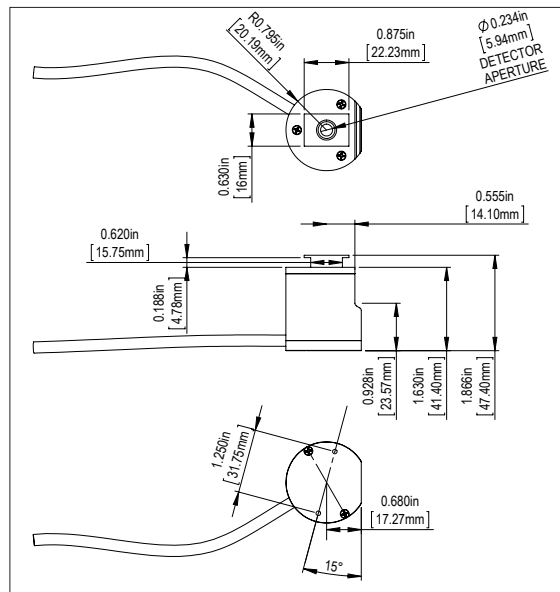 R0.795in
[20.19mm]
0.875in
[22.23mm]
Ø0.234in
[5.94mm]
DETECTOR
APERTURE
0.630in
[16mm]
0.555in
[14.10mm]
0.620in
[15.75mm]
0.188in
[4.78mm]
0.928in
[23.57mm]
1.630in
[41.40mm]
1.866in
[47.40mm]
1.250in
[31.75mm]
0.680in
[17.27mm]
15°